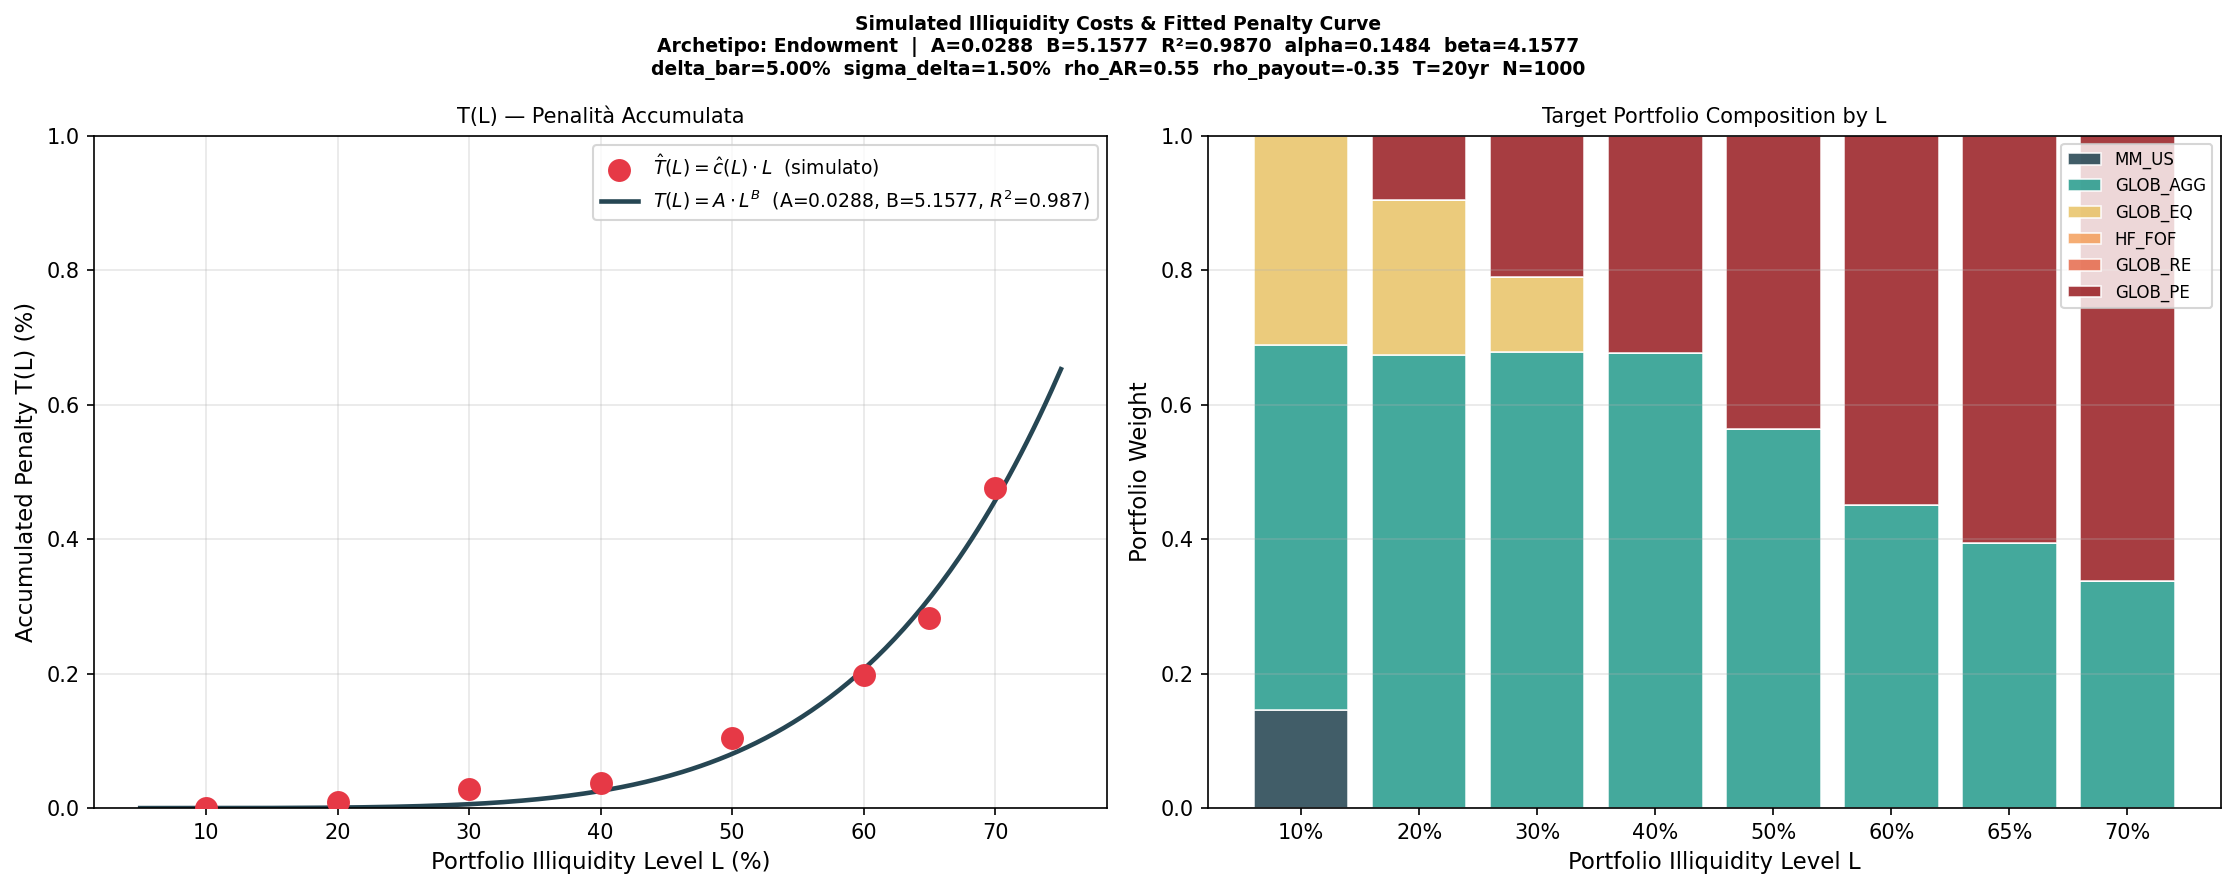 Simulated Illiquidity Costs & Fitted Penalty Curve
Archetipo: Endowment | A=0.0288 B=5.1577 R²=0.9870 alpha=0.1484 beta=4.1577
delta_bar=5.00% sigma_delta=1.50% rho_AR=0.55 rho_payout=-0.35 T=20yr N=1000
T(L) — Penalità Accumulata
1.0
0.8
0.6
0.4
0.2
0.0
Accumulated Penalty T(L) (%)
T̂(L) = ĉ(L) · L (simulato)
T(L) = A · L^B (A=0.0288, B=5.1577, R²=0.987)
10 20 30 40 50 60 70
Portfolio Illiquidity Level L (%)
Target Portfolio Composition by L
1.0
0.8
0.6
0.4
0.2
0.0
Portfolio Weight
MM_US
GLOB_AGG
GLOB_EQ
HF_FOF
GLOB_RE
GLOB_PE
10% 20% 30% 40% 50% 60% 65% 70%
Portfolio Illiquidity Level L